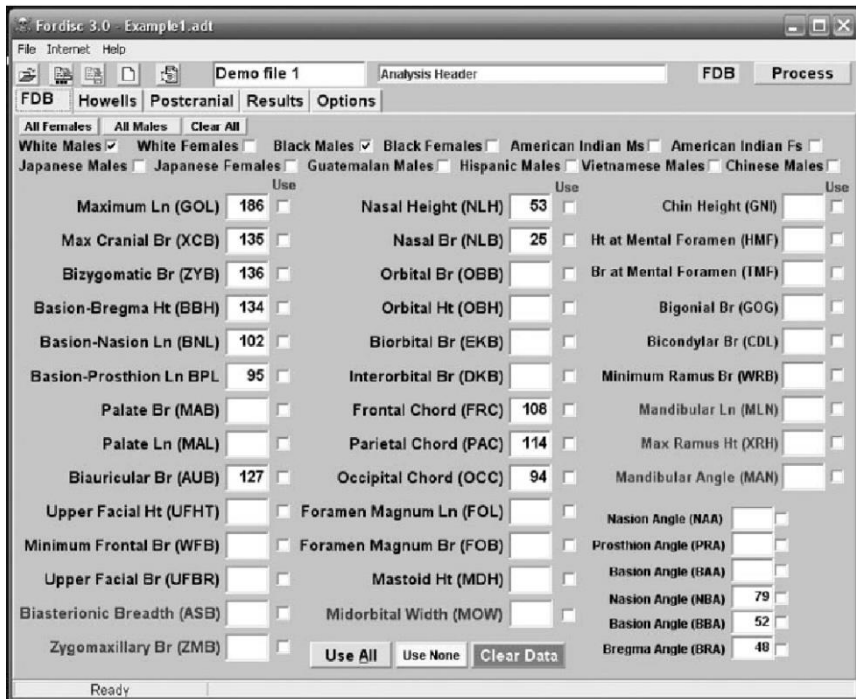 Fordisc 3.0 - Example1.adt
File Internet Help
Demo file 1 Analysis Header FDB Process
FDB Howells Postcranial Results Options
All Females All Males Clear All
White Males White Females Black Males Black Females American Indian Ms American Indian Fs
Japanese Males Japanese Females Guatemalan Males Hispanic Males Vietnamese Males Chinese Males
Use Use Use
Maximum Ln (GOL) 186 Nasal Height (NLH) 53 Chin Height (GNI)
Max Cranial Br (XCB) 135 Nasal Br (NLB) 25 Ht at Mental Foramen (HMF)
Bizygomatic Br (ZYB) 136 Orbital Br (OBB) Br at Mental Foramen (TMF)
Basion-Bregma Ht (BBH) 134 Orbital Ht (OBH) Bigonial Br (GOG)
Basion-Nasion Ln (BNL) 102 Biorbital Br (EKB) Bicondylar Br (CDL)
Basion-Prosthion Ln BPL 95 Interorbital Br (DKB) Minimum Ramus Br (WRB)
Palate Br (MAB) Frontal Chord (FRC) 108 Mandibular Ln (MLN)
Palate Ln (MAL) Parietal Chord (PAC) 114 Max Ramus Ht (XRH)
Biauricular Br (AUB) 127 Occipital Chord (OCC) 94 Mandibular Angle (MAN)
Upper Facial Ht (UFHT) Foramen Magnum Ln (FOL) Nasion Angle (NAA)
Minimum Frontal Br (WFB) Foramen Magnum Br (FOB) Prosthion Angle (PRA)
Upper Facial Br (UFBR) Mastoid Ht (MDH) Basion Angle (BAA)
Nasion Angle (NBA) 79
Biasterionic Breadth (ASB) Midorbital Width (MOW) Basion Angle (BBA) 52
Zygomaxillary Br (ZMB) Use All Use None Clear Data Bregma Angle (BRA) 48
Ready